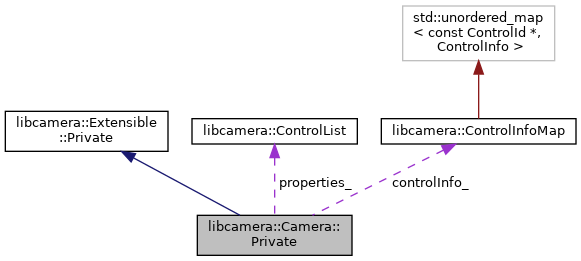 std::unordered_map
< const ControlId *,
ControlInfo >
libcamera::Extensible
::Private
libcamera::ControlList
libcamera::ControlInfoMap
properties_
controlInfo_
libcamera::Camera::
Private